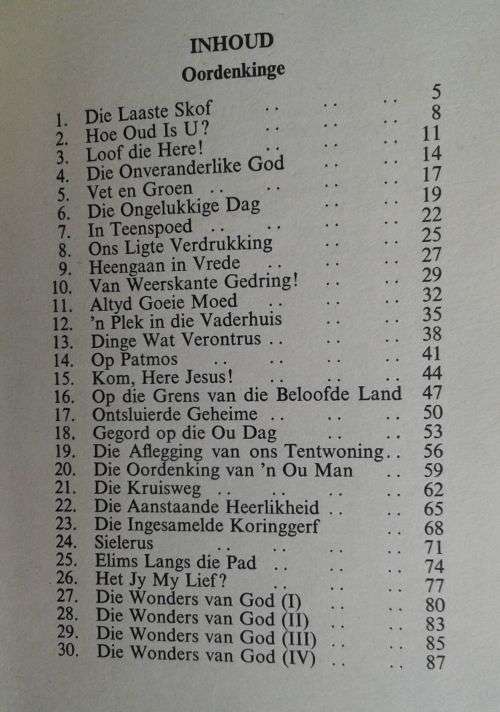 INHOUD
Oordenkinge
1. Die Laaste Skof .. .. .. 5
2. Hoe Oud Is U? .. .. .. 8
3. Loof die Here! .. .. .. 11
4. Die Onveranderlike God .. .. 14
5. Vet en Groen .. .. .. .. 17
6. Die Ongelukkige Dag .. .. 19
7. In Teenspoed .. .. .. .. 22
8. Ons Ligte Verdrukking .. .. 25
9. Heengaan in Vrede .. .. .. 27
10. Van Weerskante Gedring! .. .. 29
11. Altyd Goeie Moed .. .. .. 32
12. 'n Plek in die Vaderhuis .. .. 35
13. Dinge Wat Verontrus .. .. .. 38
14. Op Patmos .. .. .. .. 41
15. Kom, Here Jesus! .. .. .. 44
16. Op die Grens van die Beloofde Land 47
17. Ontsluierde Geheime .. .. .. 50
18. Gegord op die Ou Dag .. .. 53
19. Die Aflegging van ons Tentwoning .. 56
20. Die Oordenking van 'n Ou Man .. 59
21. Die Kruisweg .. .. .. .. 62
22. Die Aanstaande Heerlikheid .. .. 65
23. Die Ingesamelde Koringgerf .. 68
24. Sielerus .. .. .. .. 71
25. Elims Langs die Pad .. .. .. 74
26. Het Jy My Lief? .. .. .. 77
27. Die Wonders van God (I) .. .. 80
28. Die Wonders van God (II) .. .. 83
29. Die Wonders van God (III) .. .. 85
30. Die Wonders van God (IV) .. .. 87